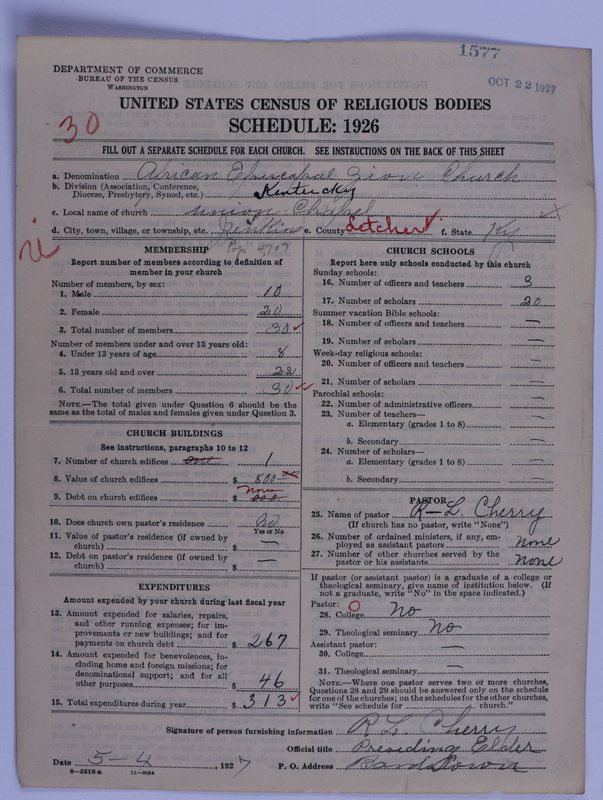 1577
OCT 22 1927
DEPARTMENT OF COMMERCE
BUREAU OF THE CENSUS
WASHINGTON
UNITED STATES CENSUS OF RELIGIOUS BODIES
SCHEDULE: 1926
30
FILL OUT A SEPARATE SCHEDULE FOR EACH CHURCH. SEE INSTRUCTIONS ON THE BACK OF THIS SHEET
a. Denomination African Episcopal Zion Church
b. Division (Association, Conference, Diocese, Presbytery, Synod, etc.) Kentucky
c. Local name of church Union Chapel
d. City, town, village, or township, etc. Jenkins e. County Letcher f. State Ky
Pop. 4707
MEMBERSHIP
Report number of members according to definition of
member in your church
Number of members, by sex:
1. Male 10
2. Female 20
3. Total number of members 30
Number of members under and over 13 years old:
4. Under 13 years of age 8
5. 13 years old and over 22
6. Total number of members 30
NOTE.—The total given under Question 6 should be
same as the total of males and females given under Question 3.
CHURCH BUILDINGS
See instructions, paragraphs 10 to 12
7. Number of church edifices one 1
8. Value of church edifices $ 800
9. Debt on church edifices $ none
10. Does church own pastor's residence No
Yes or No
11. Value of pastor's residence (if owned by
church) $ —
12. Debt on pastor's residence (if owned by
church) $ —
EXPENDITURES
Amount expended by your church during last fiscal year
13. Amount expended for salaries, repairs,
and other running expenses; for im-
provements or new buildings; and for
payments on church debt $ 267
14. Amount expended for benevolences, in-
cluding home and foreign missions; for
denominational support; and for all
other purposes $ 46
15. Total expenditures during year $ 313
CHURCH SCHOOLS
Report here only schools conducted by this church
Sunday schools:
16. Number of officers and teachers 3
17. Number of scholars 20
Summer vacation Bible schools:
18. Number of officers and teachers —
19. Number of scholars —
Week-day religious schools:
20. Number of officers and teachers —
21. Number of scholars —
Parochial schools:
22. Number of administrative officers —
23. Number of teachers—
a. Elementary (grades 1 to 8) —
b. Secondary —
24. Number of scholars—
a. Elementary (grades 1 to 8) —
b. Secondary —
PASTOR
25. Name of pastor R—L. Cherry
(If church has no pastor, write "None")
26. Number of ordained ministers, if any, em-
ployed as assistant pastors none
27. Number of other churches served by the
pastor or his assistants none
If pastor (or assistant pastor) is a graduate of a college or
theological seminary, give name of institution below. (If
not a graduate, write "No" in the space indicated.)
Pastor: O
28. College No
29. Theological seminary No
Assistant pastor:
30. College —
31. Theological seminary —
NOTE.—Where one pastor serves two or more churches,
Questions 28 and 29 should be answered only on the schedule
for one of the churches; on the schedules for the other churches,
write "See schedule for church."
Signature of person furnishing information R L Cherry
Official title Presiding Elder
Date 5-4, 1927 P. O. Address Bardstown
8-5318 a 11-9064